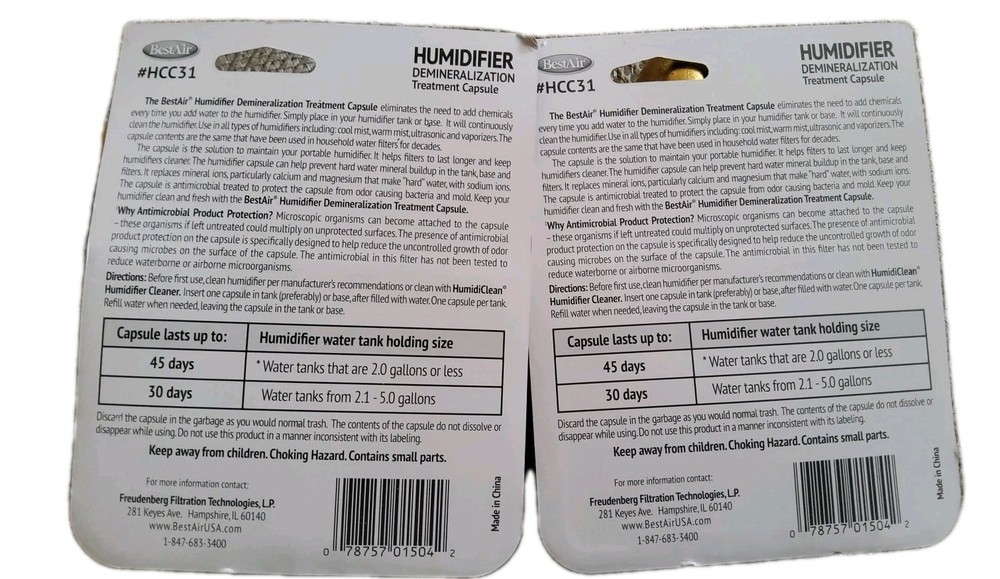 BestAir
#HCC31
HUMIDIFIER
DEMINERALIZATION
Treatment Capsule
The BestAir® Humidifier Demineralization Treatment Capsule eliminates the need to add chemicals
every time you add water to the humidifier. Simply place in your humidifier tank or base. It will continuously
clean the humidifier. Use in all types of humidifiers including: cool mist, warm mist, ultrasonic and vaporizers. The
capsule contents are the same that have been used in household water filters for decades.
The capsule is the solution to maintain your portable humidifier. It helps filters to last longer and keep
humidifiers cleaner. The humidifier capsule can help prevent hard water mineral buildup in the tank, base and
filters. It replaces mineral ions, particularly calcium and magnesium that make "hard" water, with sodium ions.
The capsule is antimicrobial treated to protect the capsule from odor causing bacteria and mold. Keep your
humidifier clean and fresh with the BestAir® Humidifier Demineralization Treatment Capsule.
Why Antimicrobial Product Protection? Microscopic organisms can become attached to the capsule
– these organisms if left untreated could multiply on unprotected surfaces. The presence of antimicrobial
product protection on the capsule is specifically designed to help reduce the uncontrolled growth of odor
causing microbes on the surface of the capsule. The antimicrobial in this filter has not been tested to
reduce waterborne or airborne microorganisms.
Directions: Before first use, clean humidifier per manufacturer's recommendations or clean with HumidiClean®
Humidifier Cleaner. Insert one capsule in tank (preferably) or base, after filled with water. One capsule per tank.
Refill water when needed, leaving the capsule in the tank or base.
Capsule lasts up to: Humidifier water tank holding size
45 days * Water tanks that are 2.0 gallons or less
30 days Water tanks from 2.1 - 5.0 gallons
Discard the capsule in the garbage as you would normal trash. The contents of the capsule do not dissolve or
disappear while using. Do not use this product in a manner inconsistent with its labeling.
Keep away from children. Choking Hazard. Contains small parts.
For more information contact:
Freudenberg Filtration Technologies, L.P.
281 Keyes Ave. Hampshire, IL 60140
www.BestAirUSA.com
1-847-683-3400
0 78757 01504 2
Made in China
BestAir
#HCC31
HUMIDIFIER
DEMINERALIZATION
Treatment Capsule
The BestAir® Humidifier Demineralization Treatment Capsule eliminates the need to add chemicals
every time you add water to the humidifier. Simply place in your humidifier tank or base. It will continuously
clean the humidifier. Use in all types of humidifiers including: cool mist, warm mist, ultrasonic and vaporizers. The
capsule contents are the same that have been used in household water filters for decades.
The capsule is the solution to maintain your portable humidifier. It helps filters to last longer and keep
humidifiers cleaner. The humidifier capsule can help prevent hard water mineral buildup in the tank, base and
filters. It replaces mineral ions, particularly calcium and magnesium that make "hard" water, with sodium ions.
The capsule is antimicrobial treated to protect the capsule from odor causing bacteria and mold. Keep your
humidifier clean and fresh with the BestAir® Humidifier Demineralization Treatment Capsule.
Why Antimicrobial Product Protection? Microscopic organisms can become attached to the capsule
– these organisms if left untreated could multiply on unprotected surfaces. The presence of antimicrobial
product protection on the capsule is specifically designed to help reduce the uncontrolled growth of odor
causing microbes on the surface of the capsule. The antimicrobial in this filter has not been tested to
reduce waterborne or airborne microorganisms.
Directions: Before first use, clean humidifier per manufacturer's recommendations or clean with HumidiClean®
Humidifier Cleaner. Insert one capsule in tank (preferably) or base, after filled with water. One capsule per tank.
Refill water when needed, leaving the capsule in the tank or base.
Capsule lasts up to: Humidifier water tank holding size
45 days * Water tanks that are 2.0 gallons or less
30 days Water tanks from 2.1 - 5.0 gallons
Discard the capsule in the garbage as you would normal trash. The contents of the capsule do not dissolve or
disappear while using. Do not use this product in a manner inconsistent with its labeling.
Keep away from children. Choking Hazard. Contains small parts.
For more information contact:
Freudenberg Filtration Technologies, L.P.
281 Keyes Ave. Hampshire, IL 60140
www.BestAirUSA.com
1-847-683-3400
0 78757 01504 2
Made in China